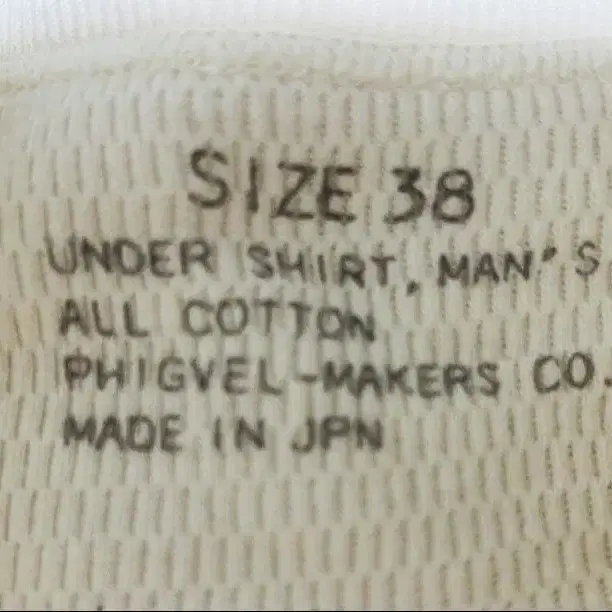 SIZE 38
UNDER SHIRT, MAN'S
ALL COTTON
PHIGVEL-MAKERS CO.
MADE IN JPN